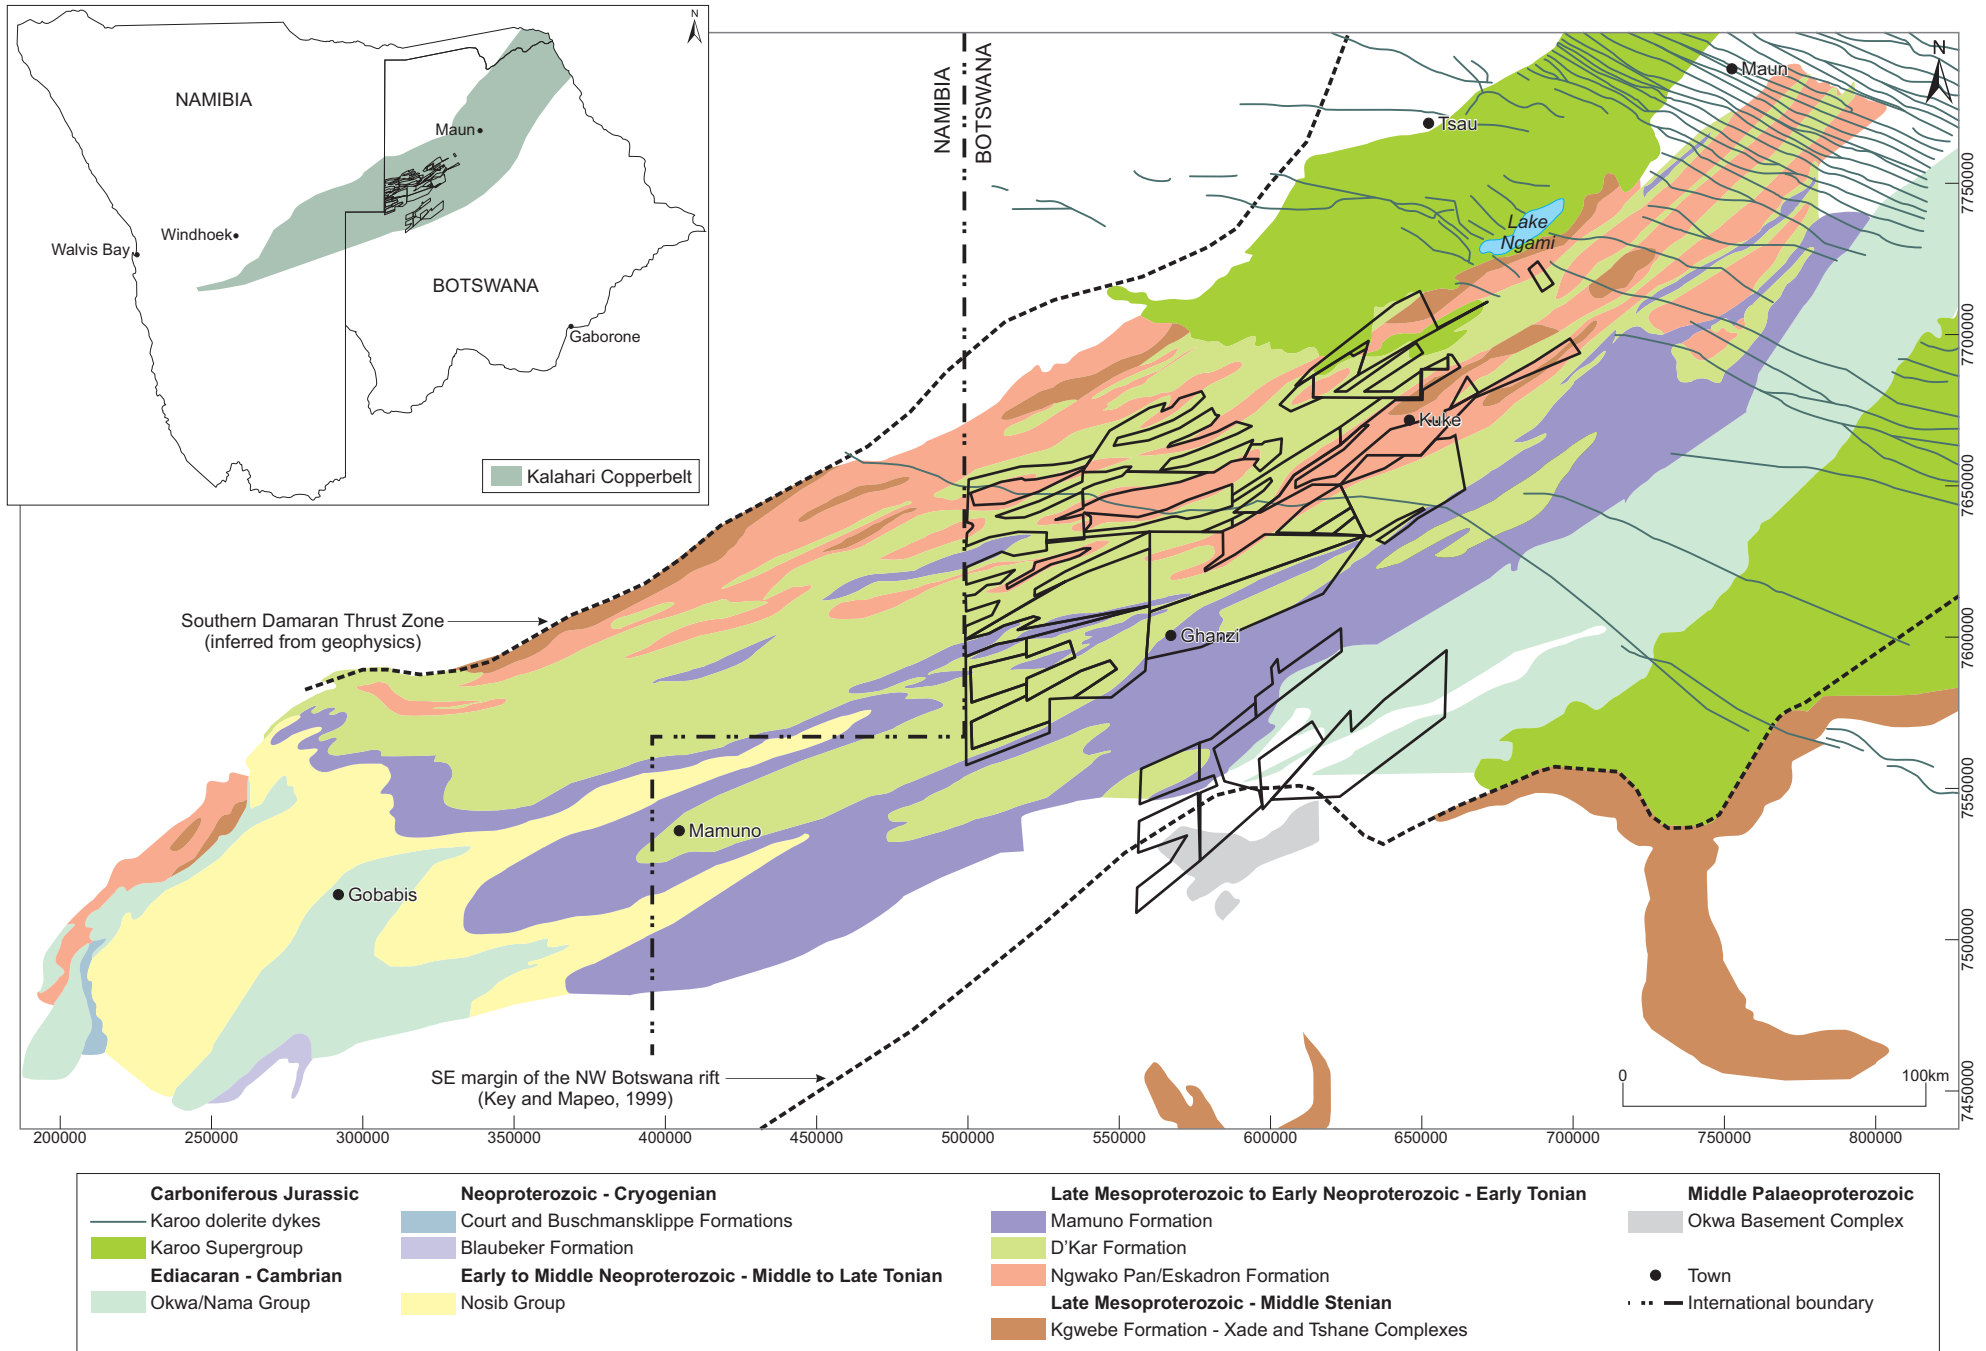 N
NAMIBIA
Maun
Windhoek
Walvis Bay
BOTSWANA
Gaborone
Kalahari Copperbelt
NAMIBIA
BOTSWANA
N
Maun
Tsau
Lake
Ngami
Kuke
Southern Damaran Thrust Zone
(inferred from geophysics)
Ghanzi
Mamuno
Gobabis
SE margin of the NW Botswana rift
(Key and Mapeo, 1999)
0 100km
7750000
7700000
7650000
7600000
7550000
7500000
7450000
200000 250000 300000 350000 400000 450000 500000 550000 600000 650000 700000 750000 800000
Carboniferous Jurassic
Karoo dolerite dykes
Karoo Supergroup
Ediacaran - Cambrian
Okwa/Nama Group
Neoproterozoic - Cryogenian
Court and Buschmansklippe Formations
Blaubeker Formation
Early to Middle Neoproterozoic - Middle to Late Tonian
Nosib Group
Late Mesoproterozoic to Early Neoproterozoic - Early Tonian
Mamuno Formation
D'Kar Formation
Ngwako Pan/Eskadron Formation
Late Mesoproterozoic - Middle Stenian
Kgwebe Formation - Xade and Tshane Complexes
Middle Palaeoproterozoic
Okwa Basement Complex
Town
International boundary